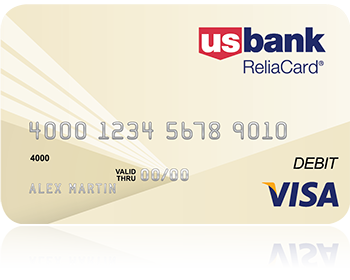 usbank
ReliaCard®
4000 1234 5678 9010
4000
DEBIT
VALID THRU 00/00
ALEX MARTIN
VISA